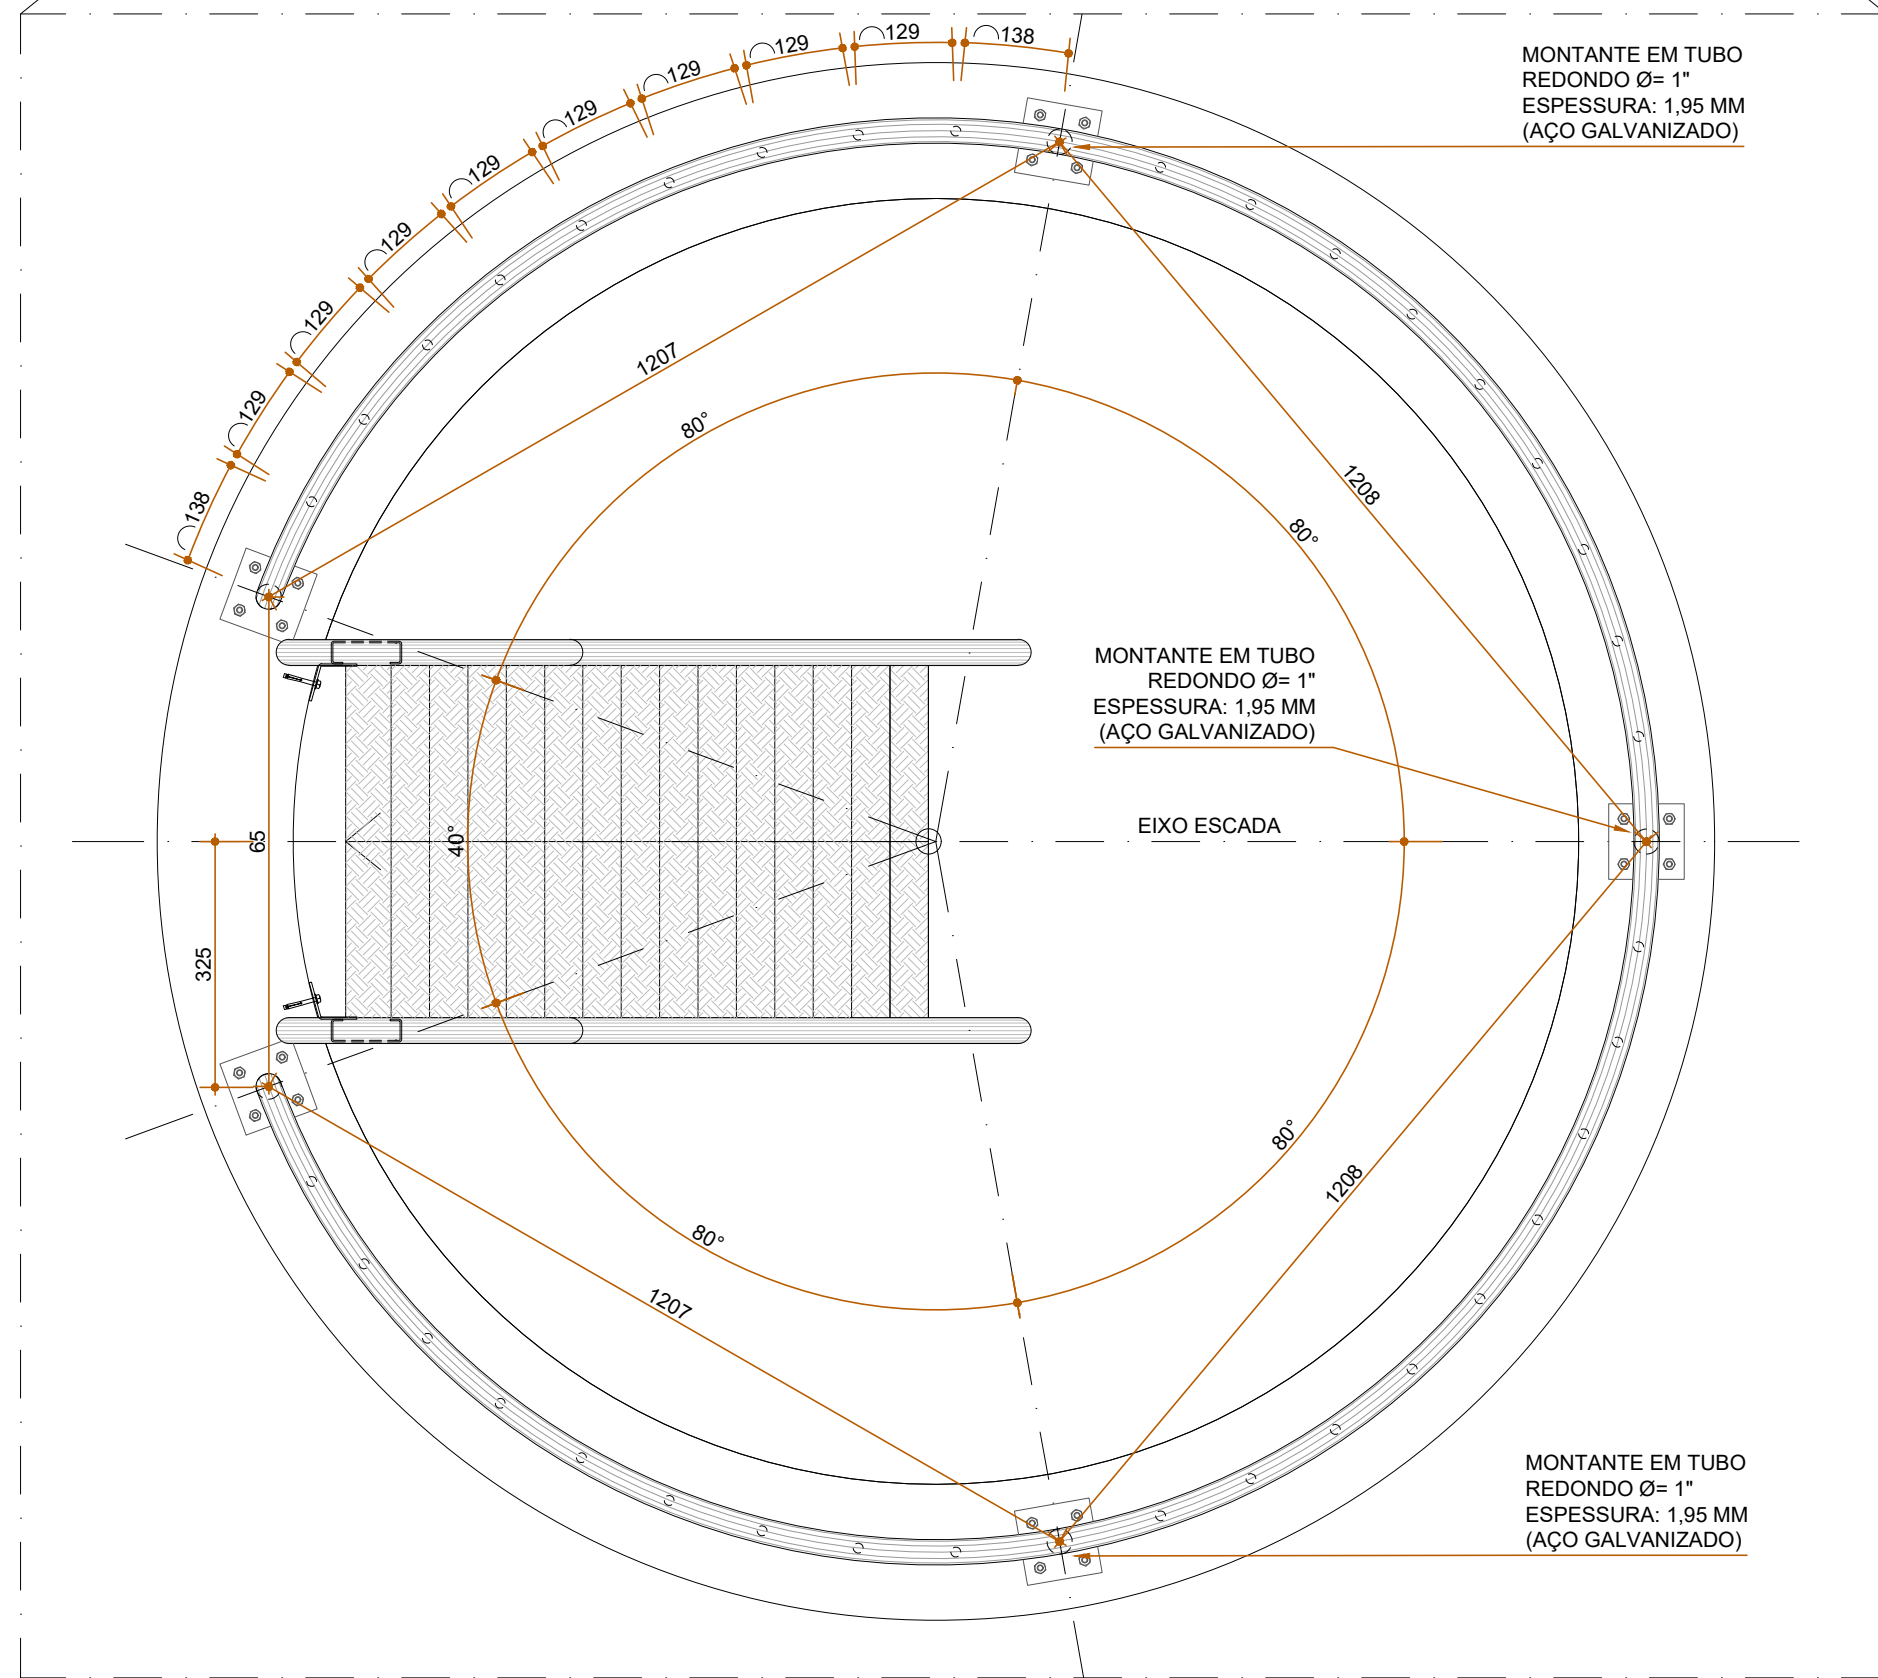 129
129
138
129
129
129
129
129
129
129
138
MONTANTE EM TUBO
REDONDO Ø= 1"
ESPESSURA: 1,95 MM
(AÇO GALVANIZADO)
1207
1208
80°
80°
MONTANTE EM TUBO
REDONDO Ø= 1"
ESPESSURA: 1,95 MM
(AÇO GALVANIZADO)
EIXO ESCADA
65
40°
325
80°
80°
1207
1208
MONTANTE EM TUBO
REDONDO Ø= 1"
ESPESSURA: 1,95 MM
(AÇO GALVANIZADO)